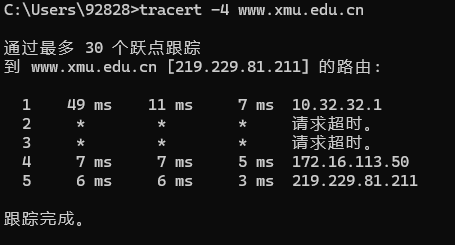 C:\Users\92828>tracert -4 www.xmu.edu.cn
通过最多 30 个跃点跟踪
到 www.xmu.edu.cn [219.229.81.211] 的路由:
1 49 ms 11 ms 7 ms 10.32.32.1
2 * * * 请求超时。
3 * * * 请求超时。
4 7 ms 7 ms 5 ms 172.16.113.50
5 6 ms 6 ms 3 ms 219.229.81.211
跟踪完成。